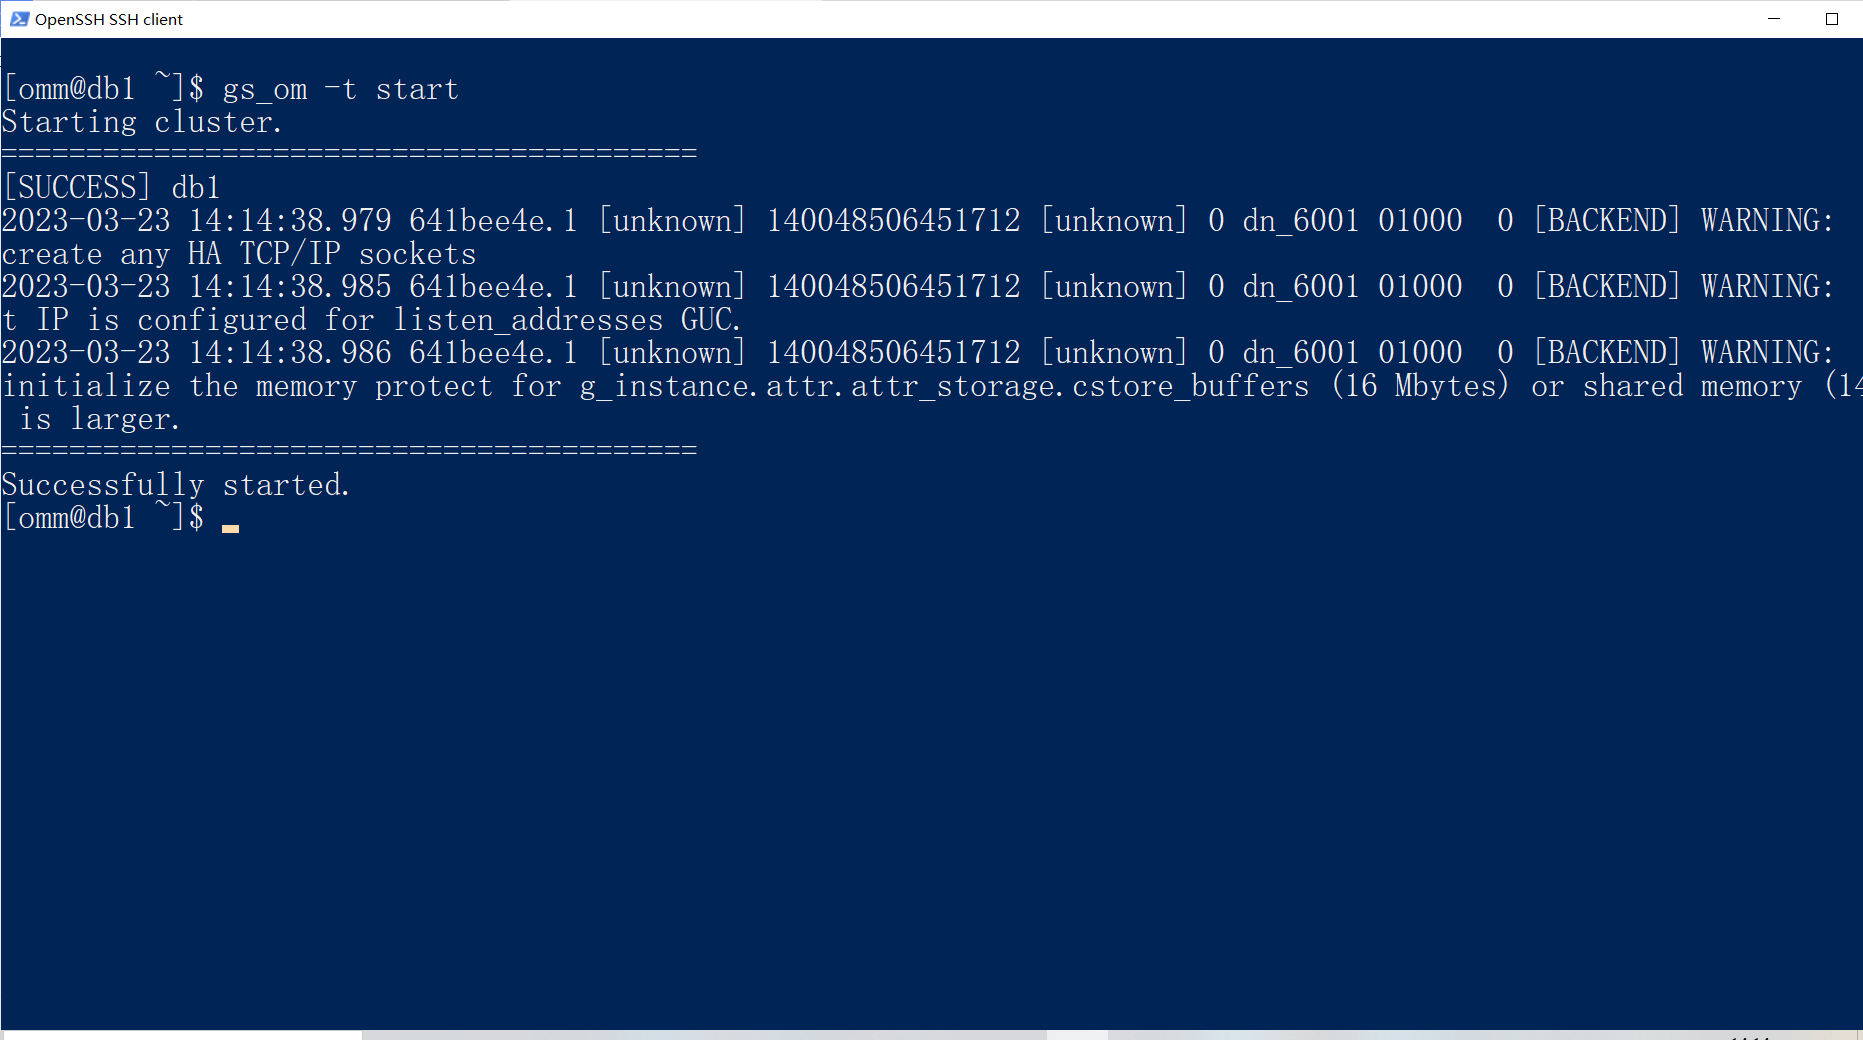 OpenSSH SSH client
[omm@db1 ~]$ gs_om -t start
Starting cluster.
=========================================
[SUCCESS] db1
2023-03-23 14:14:38.979 641bee4e.1 [unknown] 140048506451712 [unknown] 0 dn_6001 01000  0 [BACKEND] WARNING:
create any HA TCP/IP sockets
2023-03-23 14:14:38.985 641bee4e.1 [unknown] 140048506451712 [unknown] 0 dn_6001 01000  0 [BACKEND] WARNING:
t IP is configured for listen_addresses GUC.
2023-03-23 14:14:38.986 641bee4e.1 [unknown] 140048506451712 [unknown] 0 dn_6001 01000  0 [BACKEND] WARNING:
initialize the memory protect for g_instance.attr.attr_storage.cstore_buffers (16 Mbytes) or shared memory (14
 is larger.
=========================================
Successfully started.
[omm@db1 ~]$